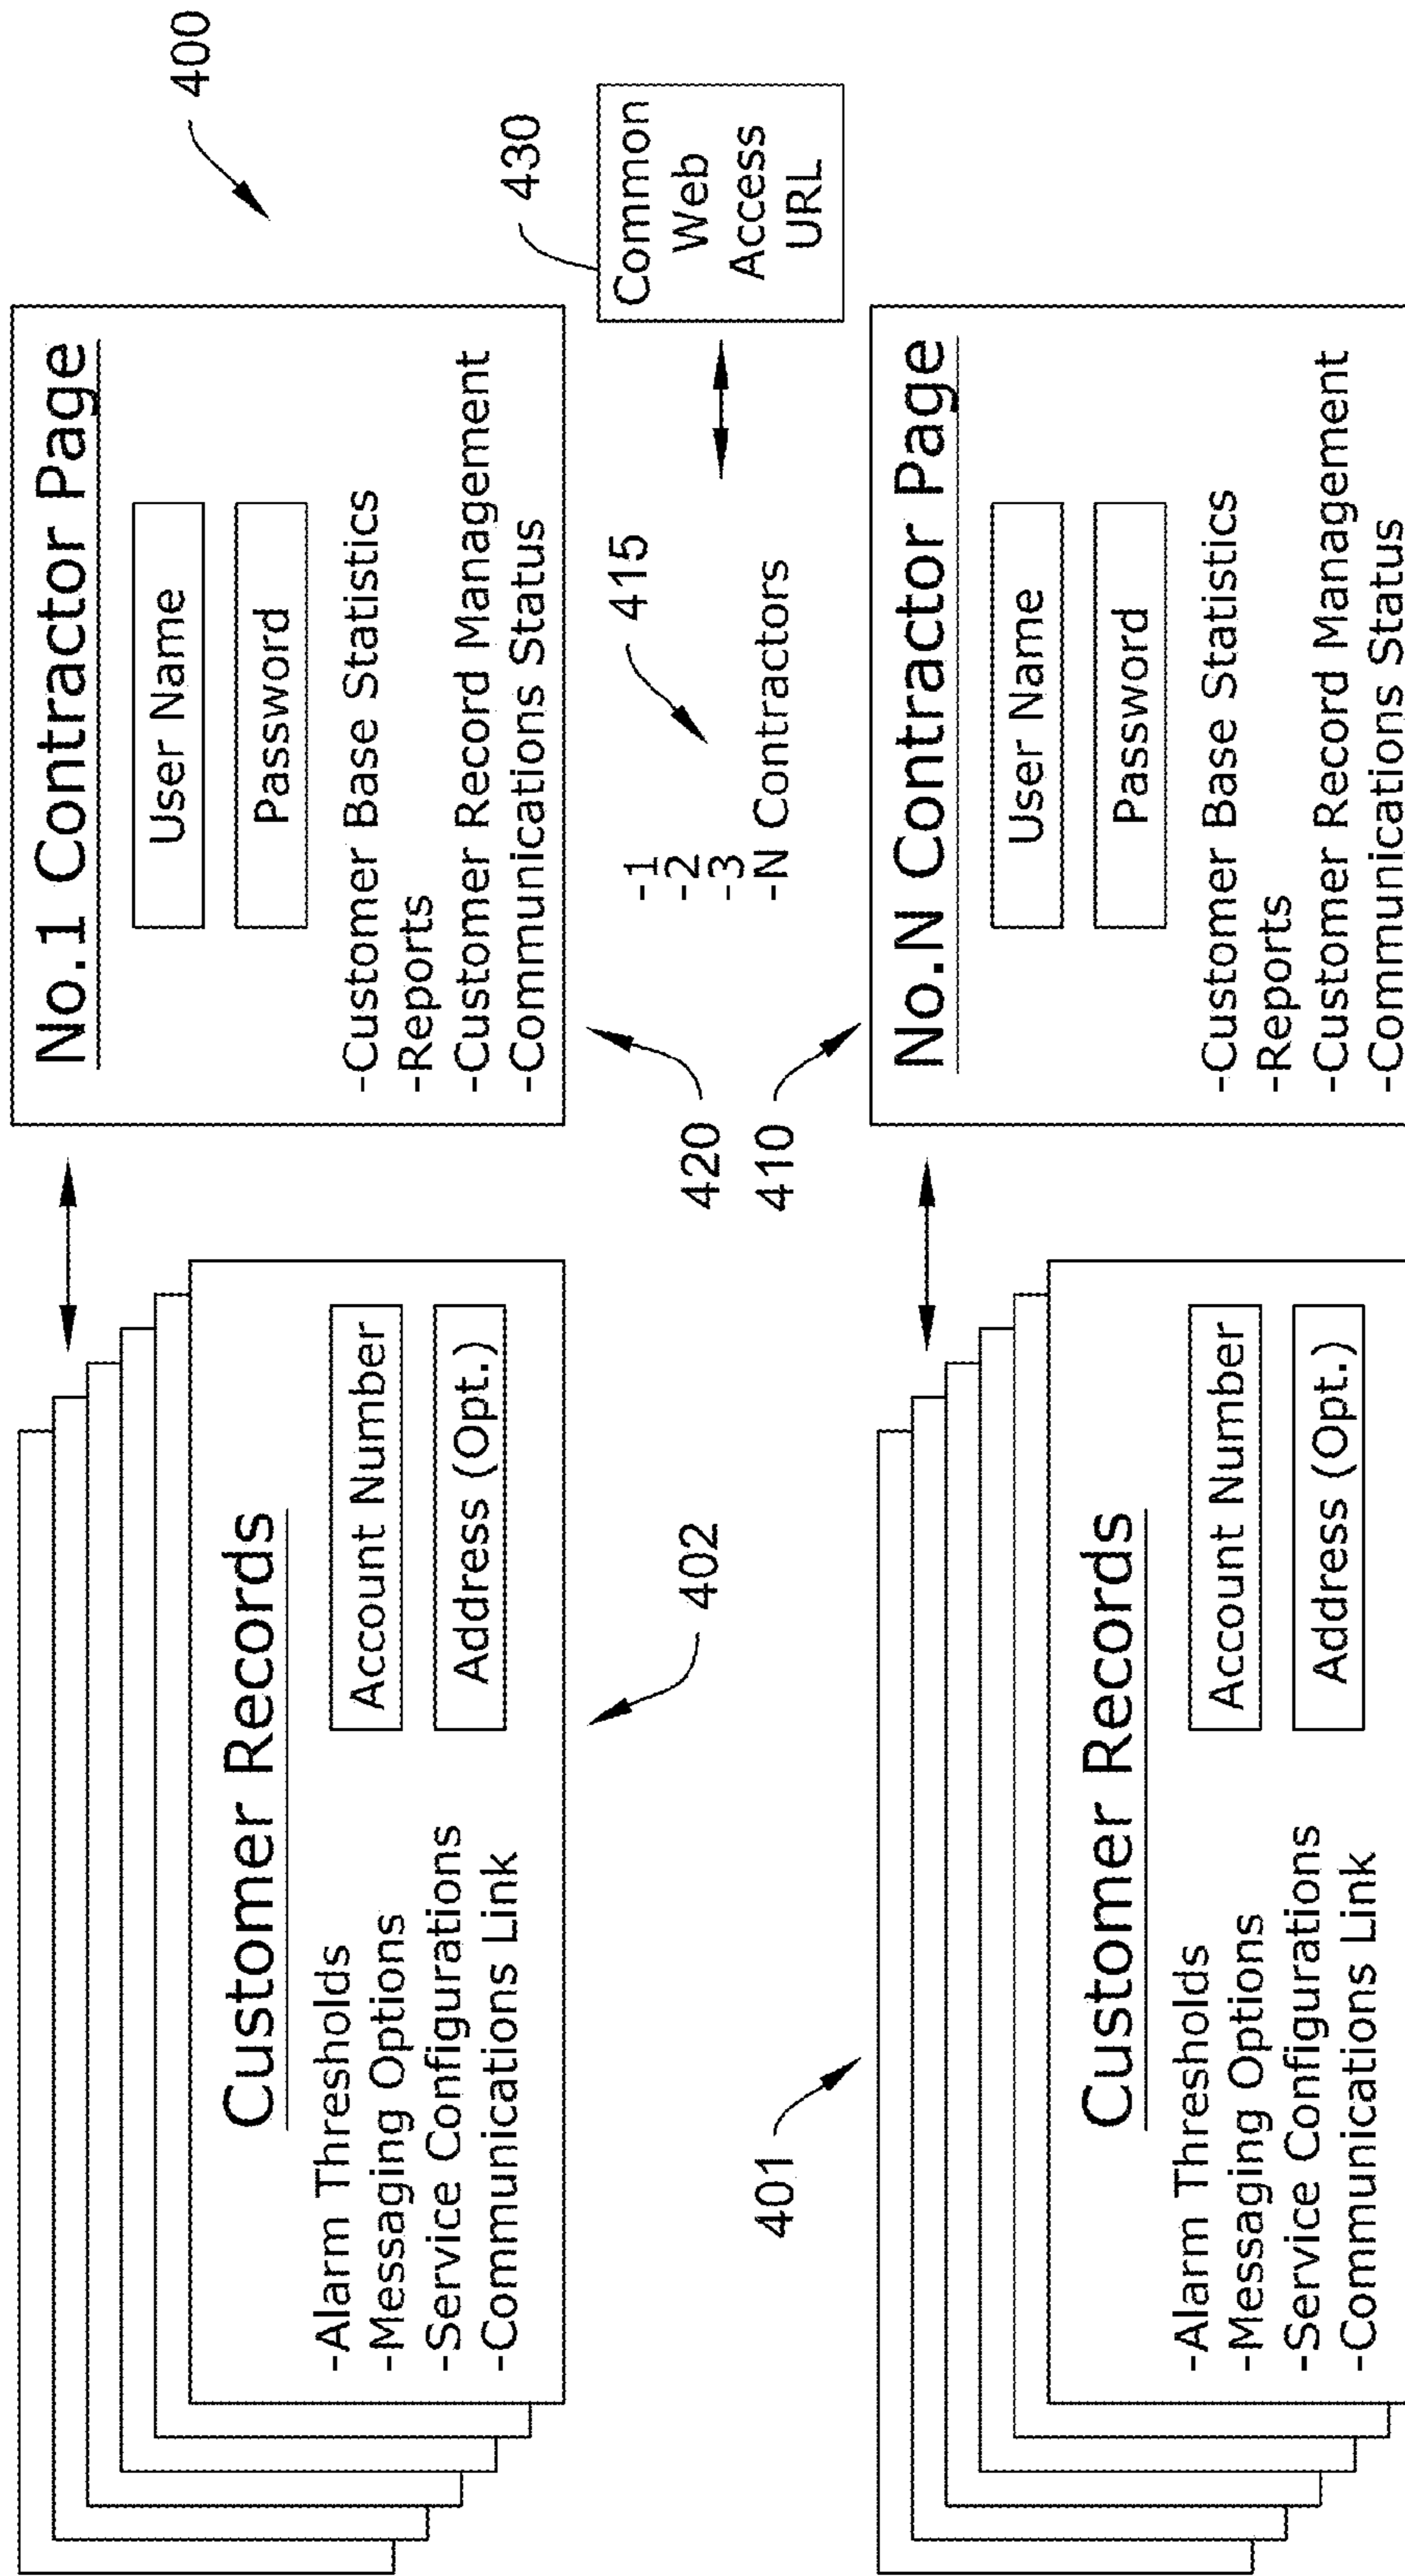 400
Customer Records
-Alarm Thresholds
-Messaging Options
-Service Configurations
-Communications Link
Account Number
Address (Opt.)
402
No.1 Contractor Page
User Name
Password
-Customer Base Statistics
-Reports
-Customer Record Management
-Communications Status
420
-1
-2
-3
-N Contractors
415
430
Common
Web
Access
URL
401
Customer Records
-Alarm Thresholds
-Messaging Options
-Service Configurations
-Communications Link
Account Number
Address (Opt.)
410
No.N Contractor Page
User Name
Password
-Customer Base Statistics
-Reports
-Customer Record Management
-Communications Status